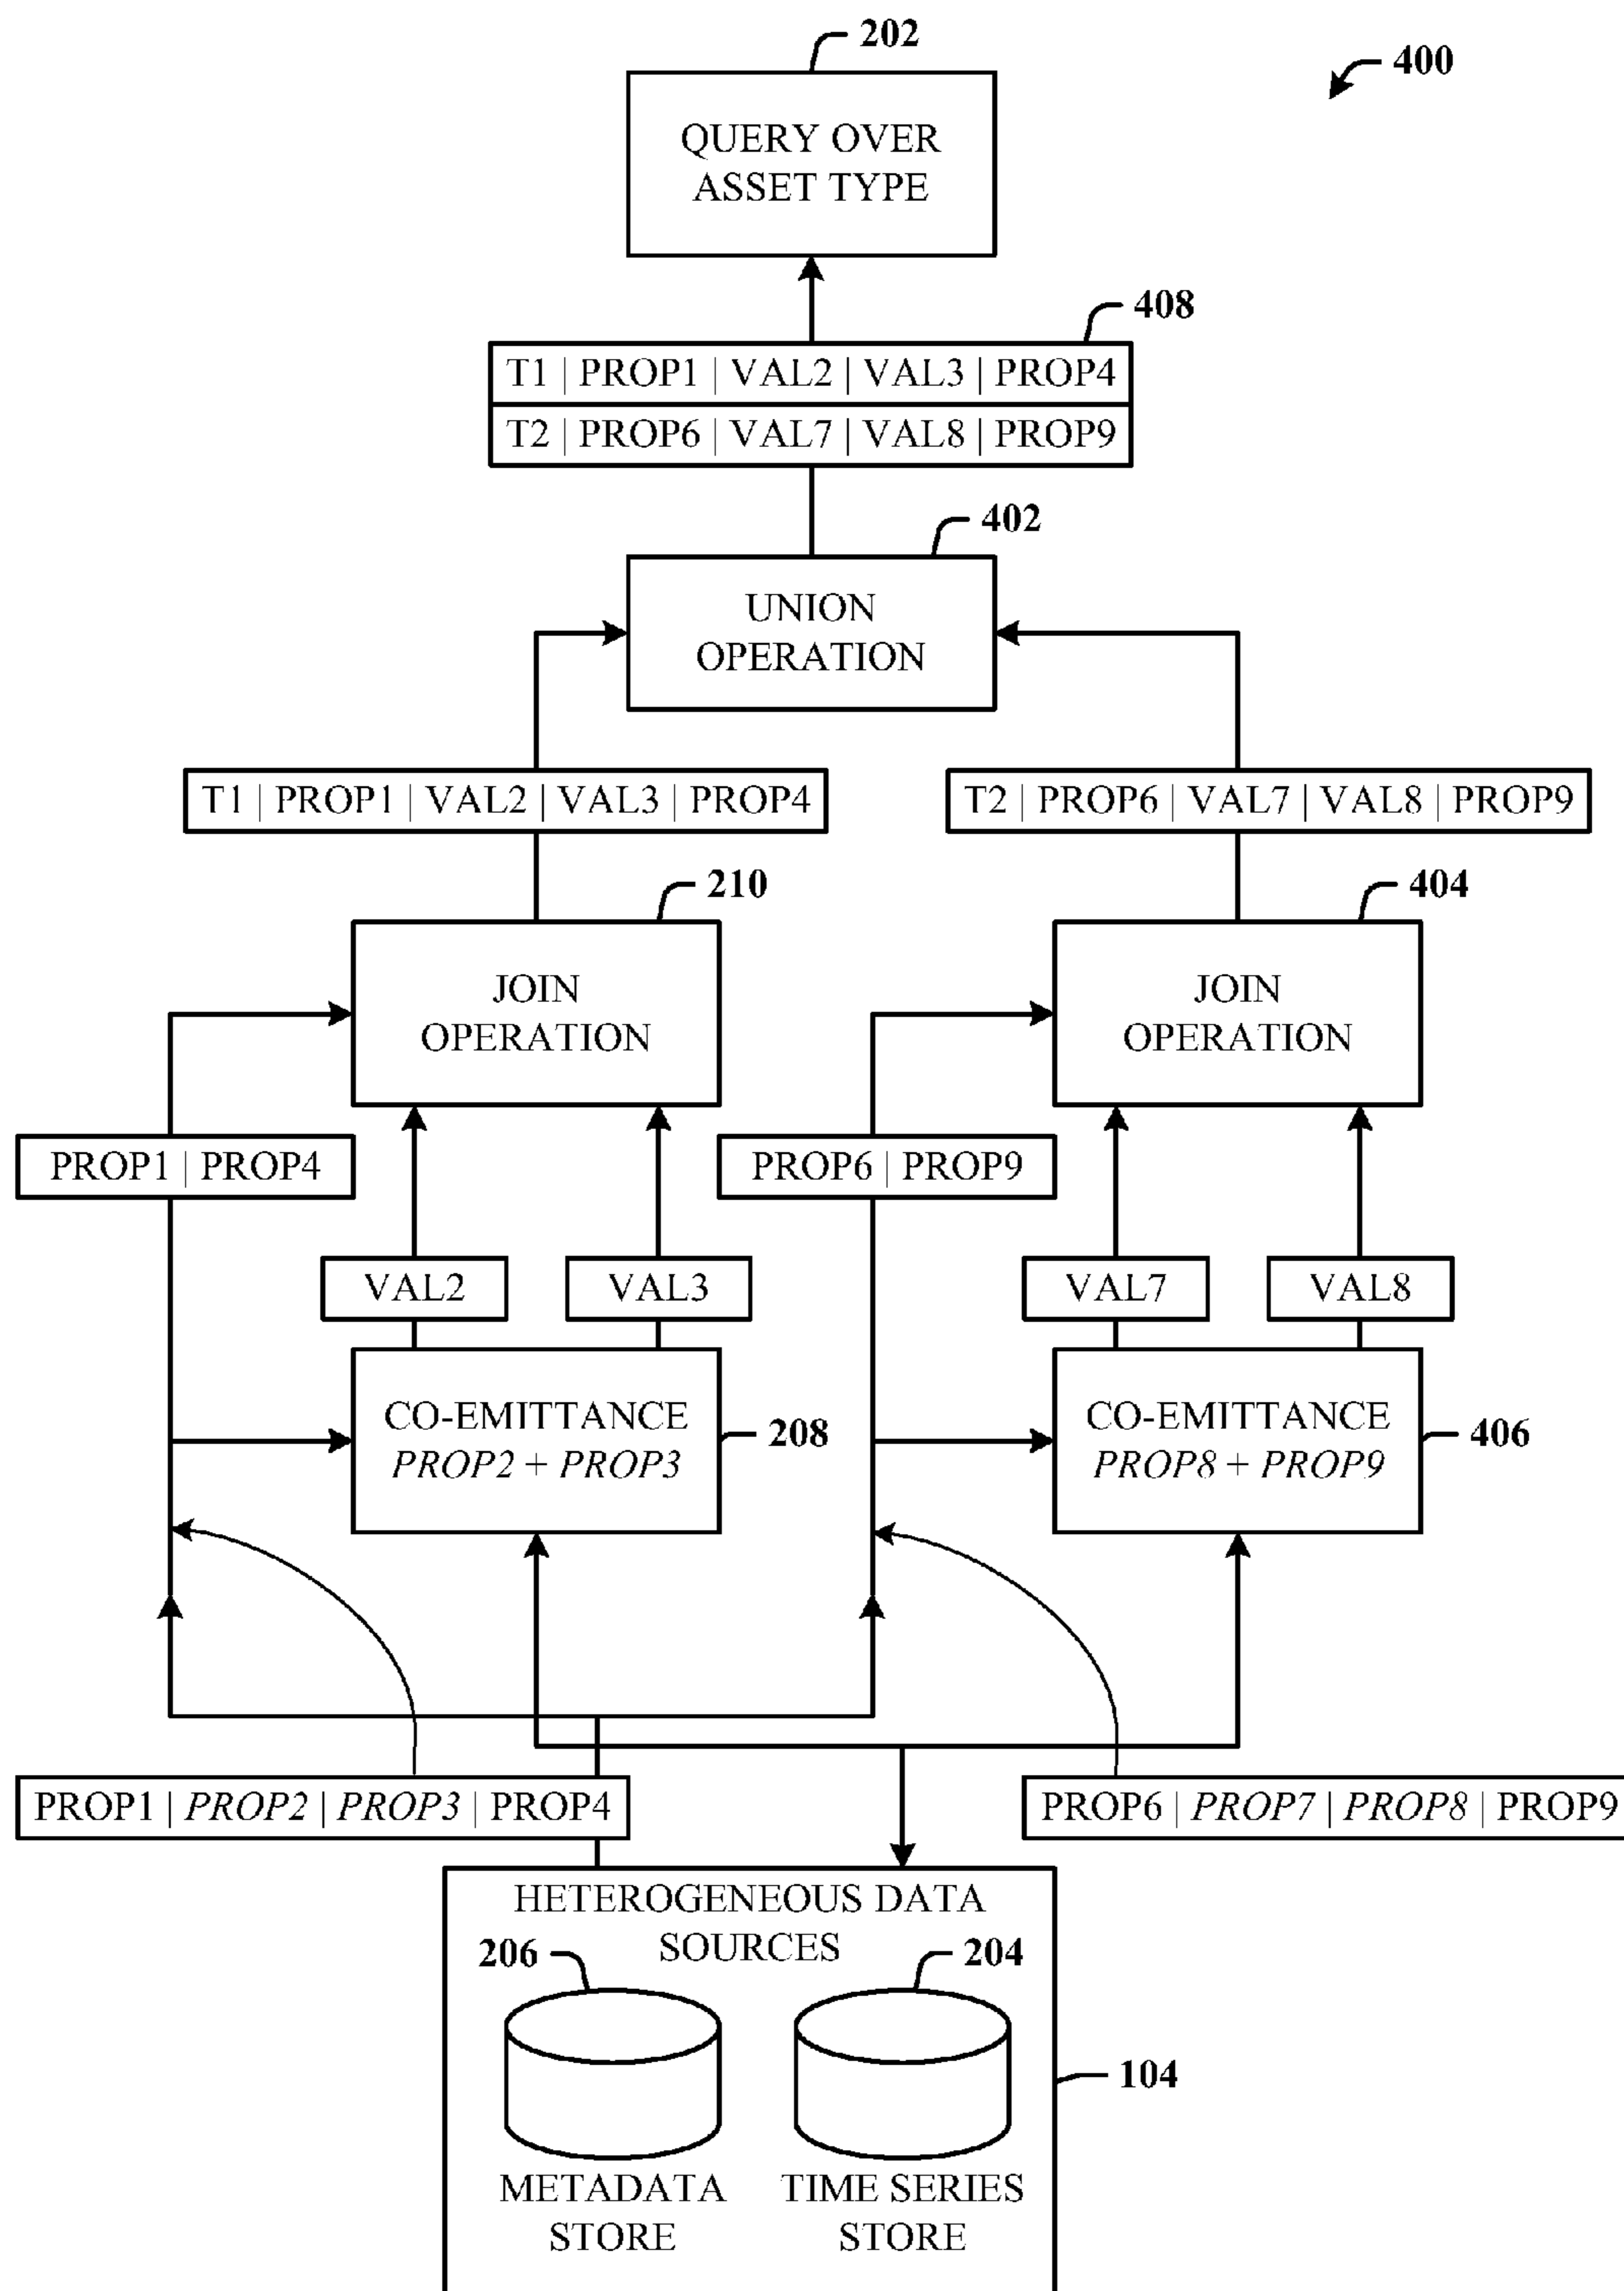 202
400
QUERY OVER
ASSET TYPE
408
T1 | PROP1 | VAL2 | VAL3 | PROP4
T2 | PROP6 | VAL7 | VAL8 | PROP9
402
UNION
OPERATION
T1 | PROP1 | VAL2 | VAL3 | PROP4
T2 | PROP6 | VAL7 | VAL8 | PROP9
210
404
JOIN
OPERATION
JOIN
OPERATION
PROP1 | PROP4
PROP6 | PROP9
VAL2
VAL3
VAL7
VAL8
CO-EMITTANCE
PROP2 + PROP3
208
CO-EMITTANCE
PROP8 + PROP9
406
PROP1 | PROP2 | PROP3 | PROP4
PROP6 | PROP7 | PROP8 | PROP9
HETEROGENEOUS DATA
SOURCES
206
204
104
METADATA
STORE
TIME SERIES
STORE